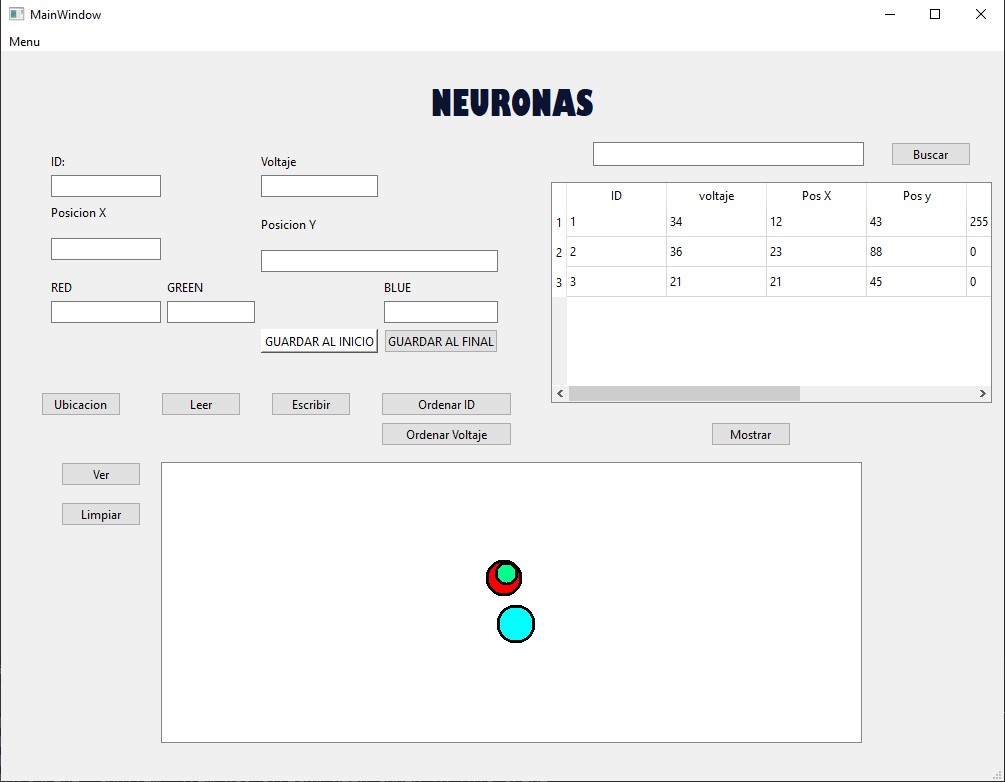 MainWindow
Menu
NEURONAS
ID:
Voltaje
Buscar
Posicion X
Posicion Y
RED
GREEN
BLUE
GUARDAR AL INICIO
GUARDAR AL FINAL
ID voltaje Pos X Pos y
1 1 34 12 43 255
2 2 36 23 88 0
3 3 21 21 45 0
Ubicacion
Leer
Escribir
Ordenar ID
Ordenar Voltaje
Mostrar
Ver
Limpiar